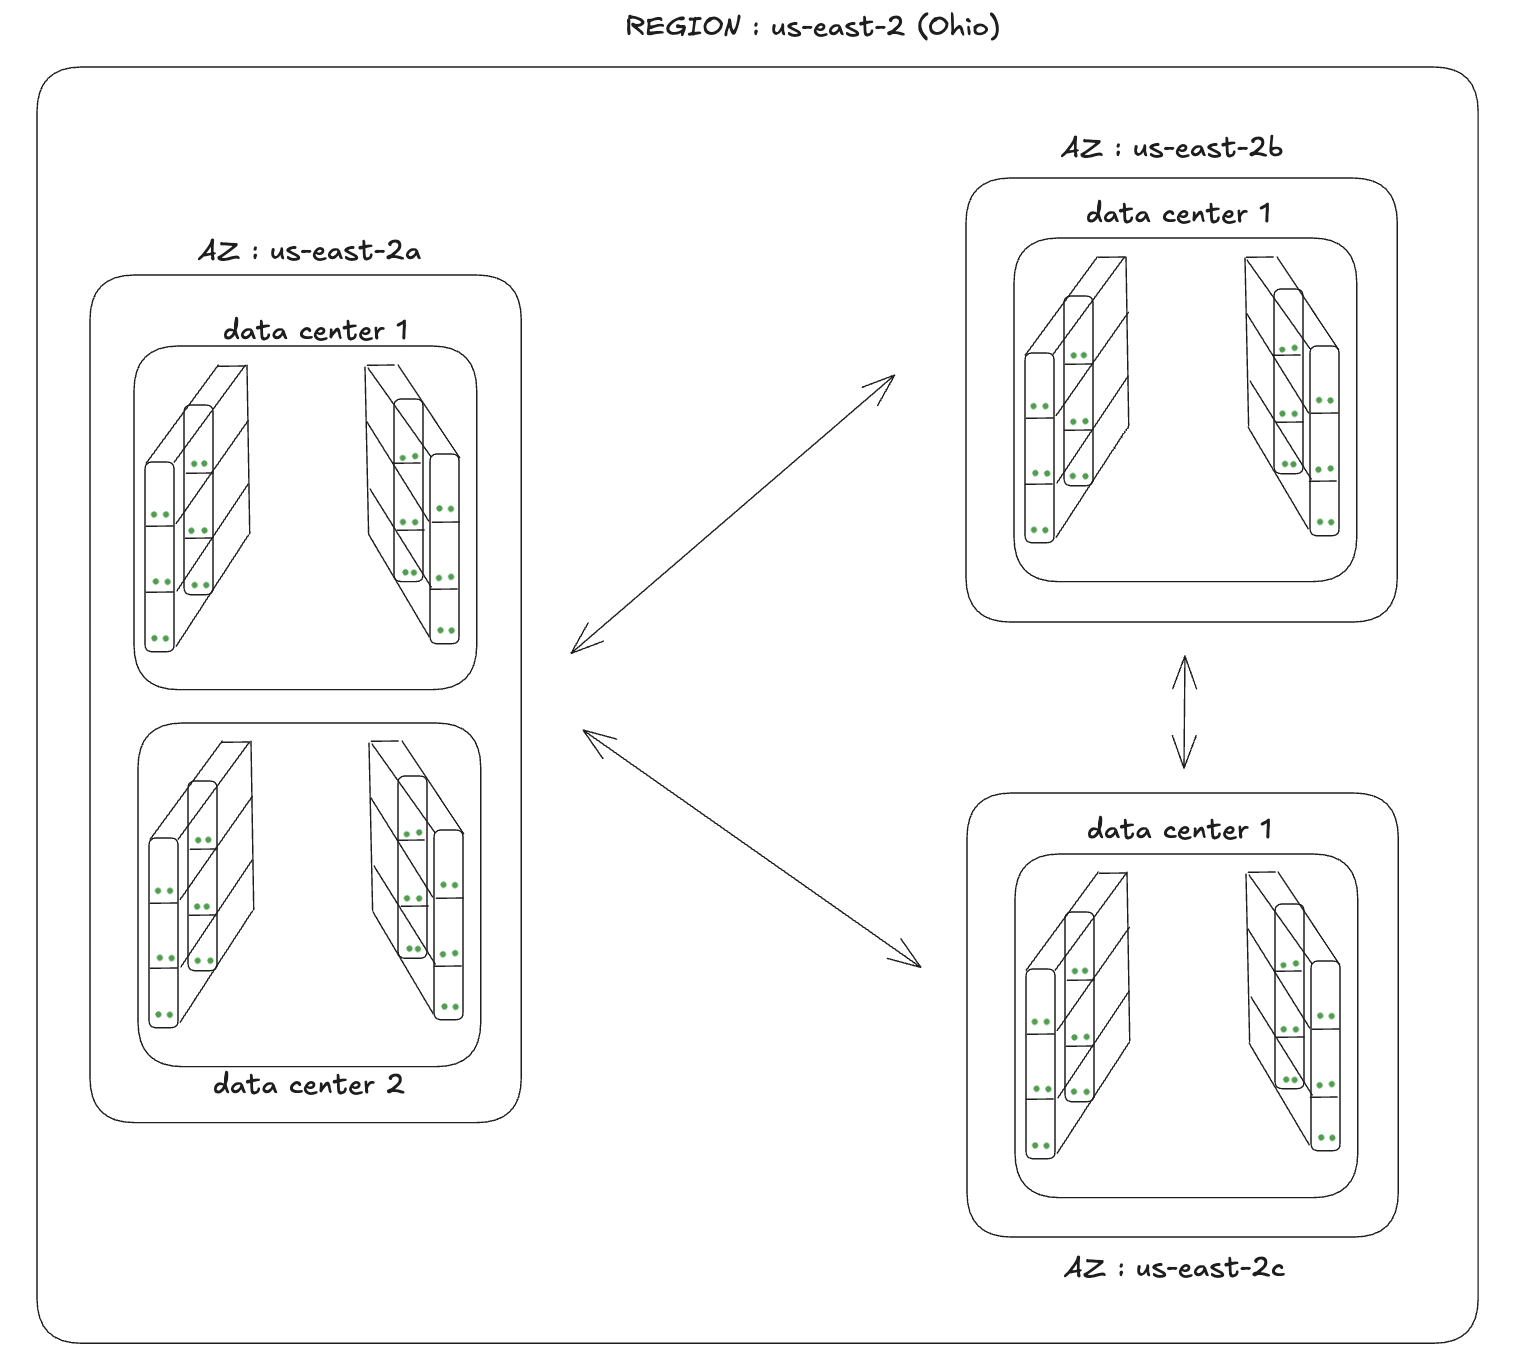 REGION : us-east-2 (Ohio)
AZ : us-east-2a
data center 1
data center 2
AZ : us-east-2b
data center 1
data center 1
AZ : us-east-2c